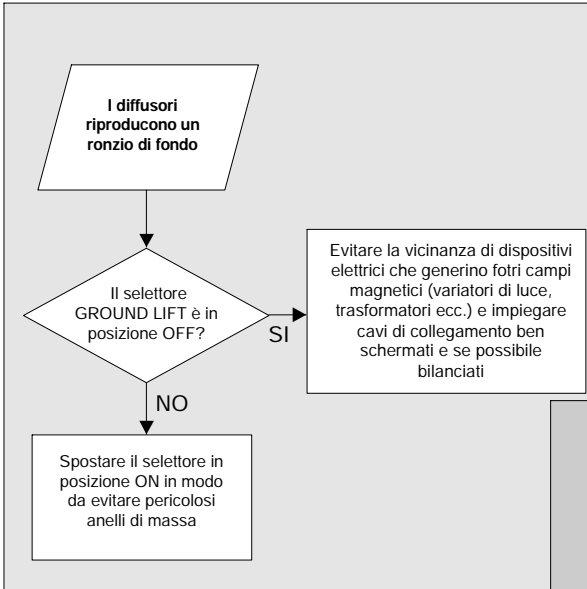 I diffusori
riproducono un
ronzio di fondo
Il selettore
GROUND LIFT è in
posizione OFF?
SI
Evitare la vicinanza di dispositivi
elettrici che generino fotri campi
magnetici (variatori di luce,
trasformatori ecc.) e impiegare
cavi di collegamento ben
schermati e se possibile
bilanciati
NO
Spostare il selettore in
posizione ON in modo
da evitare pericolosi
anelli di massa